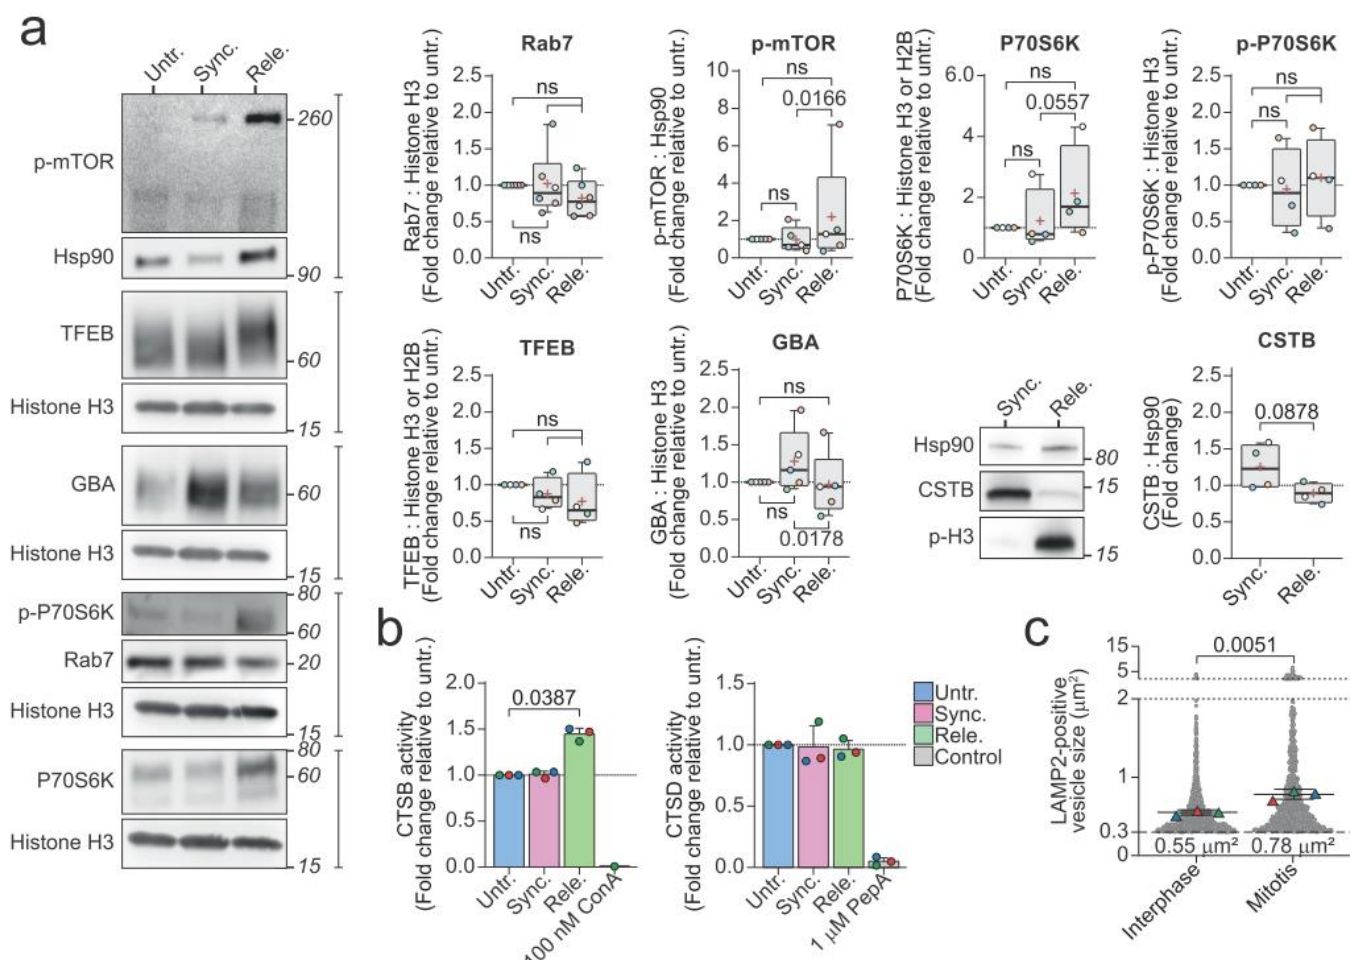 a
Untr.
Sync.
Rele.
p-mTOR
260
Hsp90
90
TFEB
60
Histone H3
15
GBA
60
Histone H3
15
p-P70S6K
80
60
Rab7
20
Histone H3
15
P70S6K
80
60
Histone H3
15
Rab7
Rab7 : Histone H3
(Fold change relative to untr.)
2.5
2.0
1.5
1.0
0.5
0.0
ns
ns
Untr.
Sync.
Rele.
p-mTOR
p-mTOR : Hsp90
(Fold change relative to untr.)
10
8
6
4
2
0
ns
0.0166
ns
Untr.
Sync.
Rele.
P70S6K
P70S6K : Histone H3 or H2B
(Fold change relative to untr.)
6.0
4
2
0
ns
0.0557
ns
Untr.
Sync.
Rele.
p-P70S6K
p-P70S6K : Histone H3
(Fold change relative to untr.)
2.5
2.0
1.5
1.0
0.5
0.0
ns
ns
Untr.
Sync.
Rele.
TFEB
TFEB : Histone H3 or H2B
(Fold change relative to untr.)
2.5
2.0
1.5
1.0
0.5
0.0
ns
ns
Untr.
Sync.
Rele.
GBA
GBA : Histone H3
(Fold change relative to untr.)
2.5
2.0
1.5
1.0
0.5
0.0
ns
ns
0.0178
Untr.
Sync.
Rele.
Sync.
Rele.
Hsp90
80
CSTB
15
p-H3
15
CSTB
CSTB : Hsp90
(Fold change)
2.5
2.0
1.5
1.0
0.5
0.0
0.0878
Sync.
Rele.
b
CTSB activity
(Fold change relative to untr.)
2.0
1.5
1.0
0.5
0.0
0.0387
Untr.
Sync.
Rele.
100 nM ConA
CTSD activity
(Fold change relative to untr.)
1.5
1.0
0.5
0.0
Untr.
Sync.
Rele.
1 µM PepA
Untr.
Sync.
Rele.
Control
c
LAMP2-positive
vesicle size (µm²)
15
5
2
1
0.3
0
0.0051
0.55 µm²
0.78 µm²
Interphase
Mitotis